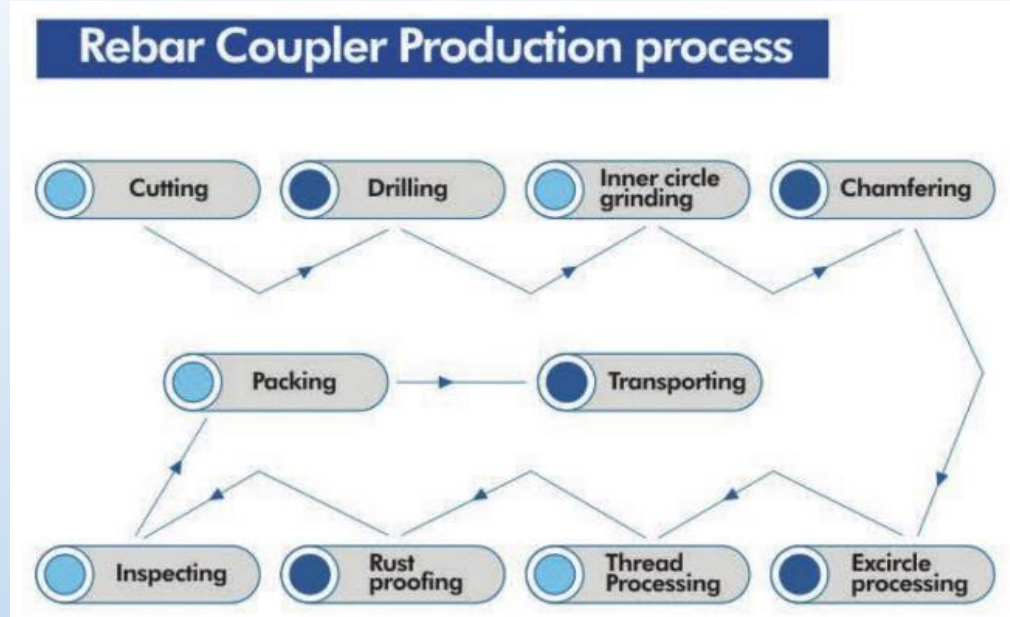 Rebar Coupler Production process
Cutting
Drilling
Inner circle
grinding
Chamfering
Packing
Transporting
Inspecting
Rust
proofing
Thread
Processing
Excircle
processing